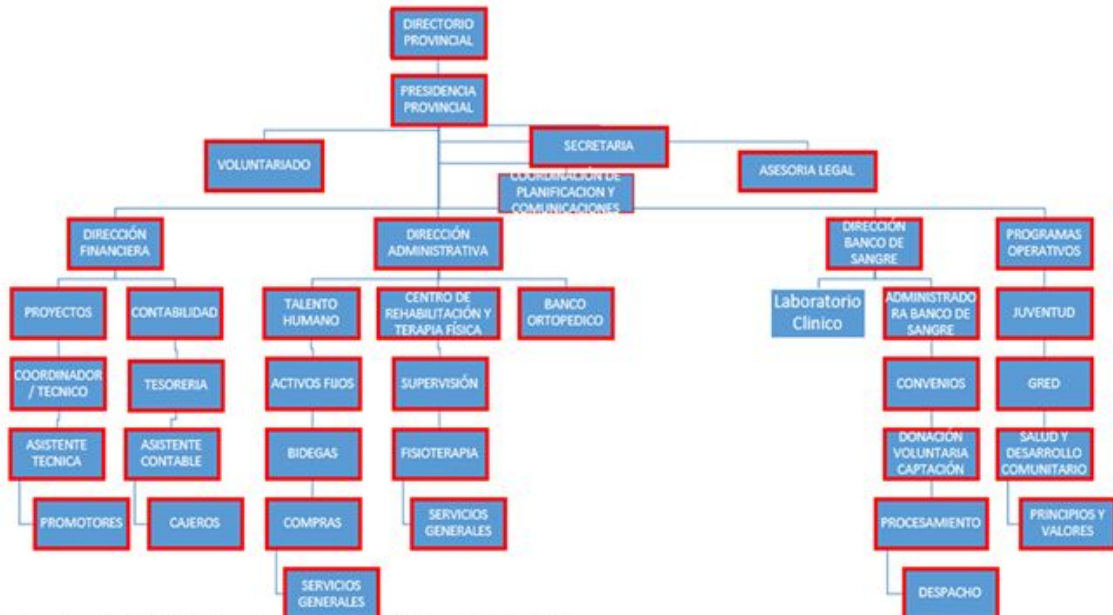 DIRECTORIO
PROVINCIAL
PRESIDENCIA
PROVINCIAL
VOLUNTARIADO
SECRETARIA
ASESORIA LEGAL
COORDINACIÓN DE
PLANIFICACION Y
COMUNICACIONES
DIRECCIÓN
FINANCIERA
DIRECCIÓN
ADMINISTRATIVA
DIRECCIÓN
BANCO DE
SANGRE
PROGRAMAS
OPERATIVOS
PROYECTOS
CONTABILIDAD
TALENTO
HUMANO
CENTRO DE
REHABILITACIÓN Y
TERAPIA FÍSICA
BANCO
ORTOPEDICO
Laboratorio
Clinico
ADMINISTRADO
RA BANCO DE
SANGRE
JUVENTUD
COORDINADOR
/ TECNICO
TESORERIA
ACTIVOS FIJOS
SUPERVISIÓN
CONVENIOS
GRED
ASISTENTE
TECNICA
ASISTENTE
CONTABLE
BIDEGAS
FISIOTERAPIA
DONACIÓN
VOLUNTARIA
CAPTACIÓN
SALUD Y
DESARROLLO
COMUNITARIO
PROMOTORES
CAJEROS
COMPRAS
SERVICIOS
GENERALES
PROCESAMIENTO
PRINCIPIOS Y
VALORES
SERVICIOS
GENERALES
DESPACHO